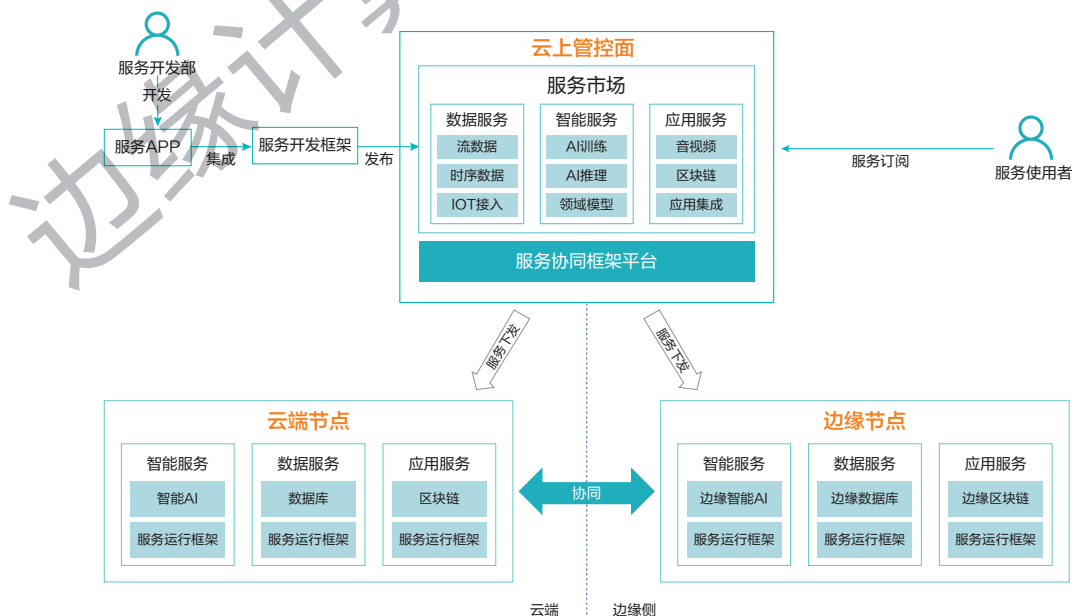 边缘计算
服务开发部
开发
服务APP
集成
服务开发框架
发布
云上管控面
服务市场
数据服务
流数据
时序数据
IOT接入
智能服务
AI训练
AI推理
领域模型
应用服务
音视频
区块链
应用集成
服务协同框架平台
服务订阅
服务使用者
服务下发
服务下发
云端节点
智能服务
智能AI
服务运行框架
数据服务
数据库
服务运行框架
应用服务
区块链
服务运行框架
协同
边缘节点
智能服务
边缘智能AI
服务运行框架
数据服务
边缘数据库
服务运行框架
应用服务
边缘区块链
服务运行框架
云端
边缘侧